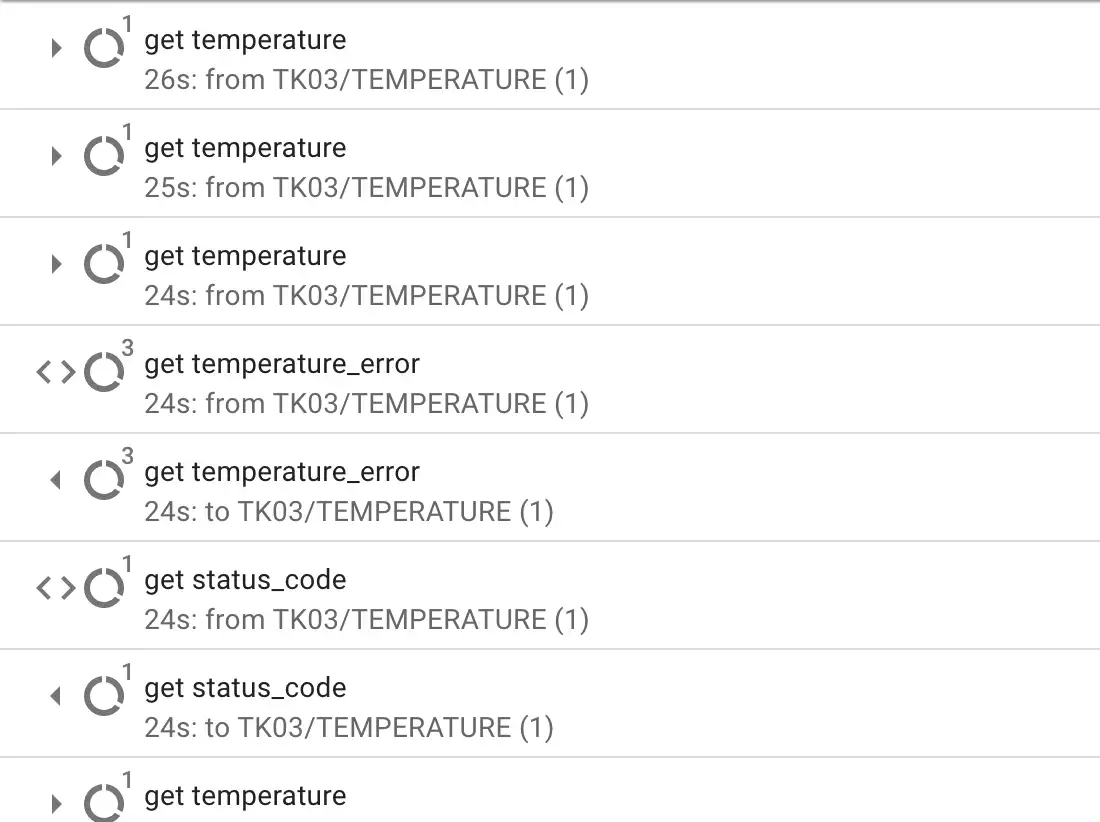 1
get temperature
26s: from TK03/TEMPERATURE (1)
1
get temperature
25s: from TK03/TEMPERATURE (1)
1
get temperature
24s: from TK03/TEMPERATURE (1)
3
get temperature_error
24s: from TK03/TEMPERATURE (1)
3
get temperature_error
24s: to TK03/TEMPERATURE (1)
1
get status_code
24s: from TK03/TEMPERATURE (1)
1
get status_code
24s: to TK03/TEMPERATURE (1)
1
get temperature